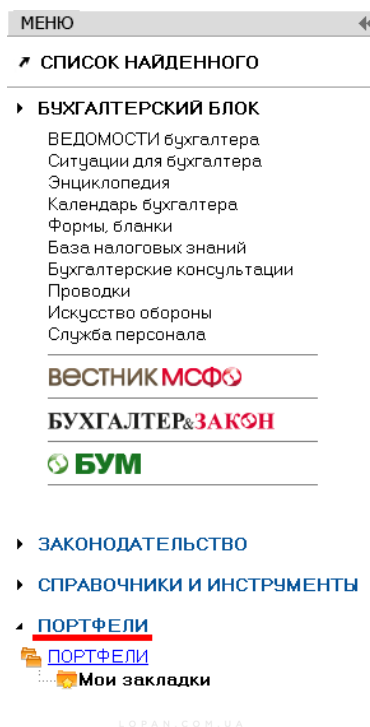 МЕНЮ
СПИСОК НАЙДЕННОГО
БУХГАЛТЕРСКИЙ БЛОК
ВЕДОМОСТИ бухгалтера
Ситуации для бухгалтера
Энциклопедия
Календарь бухгалтера
Формы, бланки
База налоговых знаний
Бухгалтерские консультации
Проводки
Искусство обороны
Служба персонала
ВЕСТНИК МСФО
БУХГАЛТЕР&ЗАКОН
БУМ
ЗАКОНОДАТЕЛЬСТВО
СПРАВОЧНИКИ И ИНСТРУМЕНТЫ
ПОРТФЕЛИ
ПОРТФЕЛИ
Мои закладки
LOPAN.COM.UA